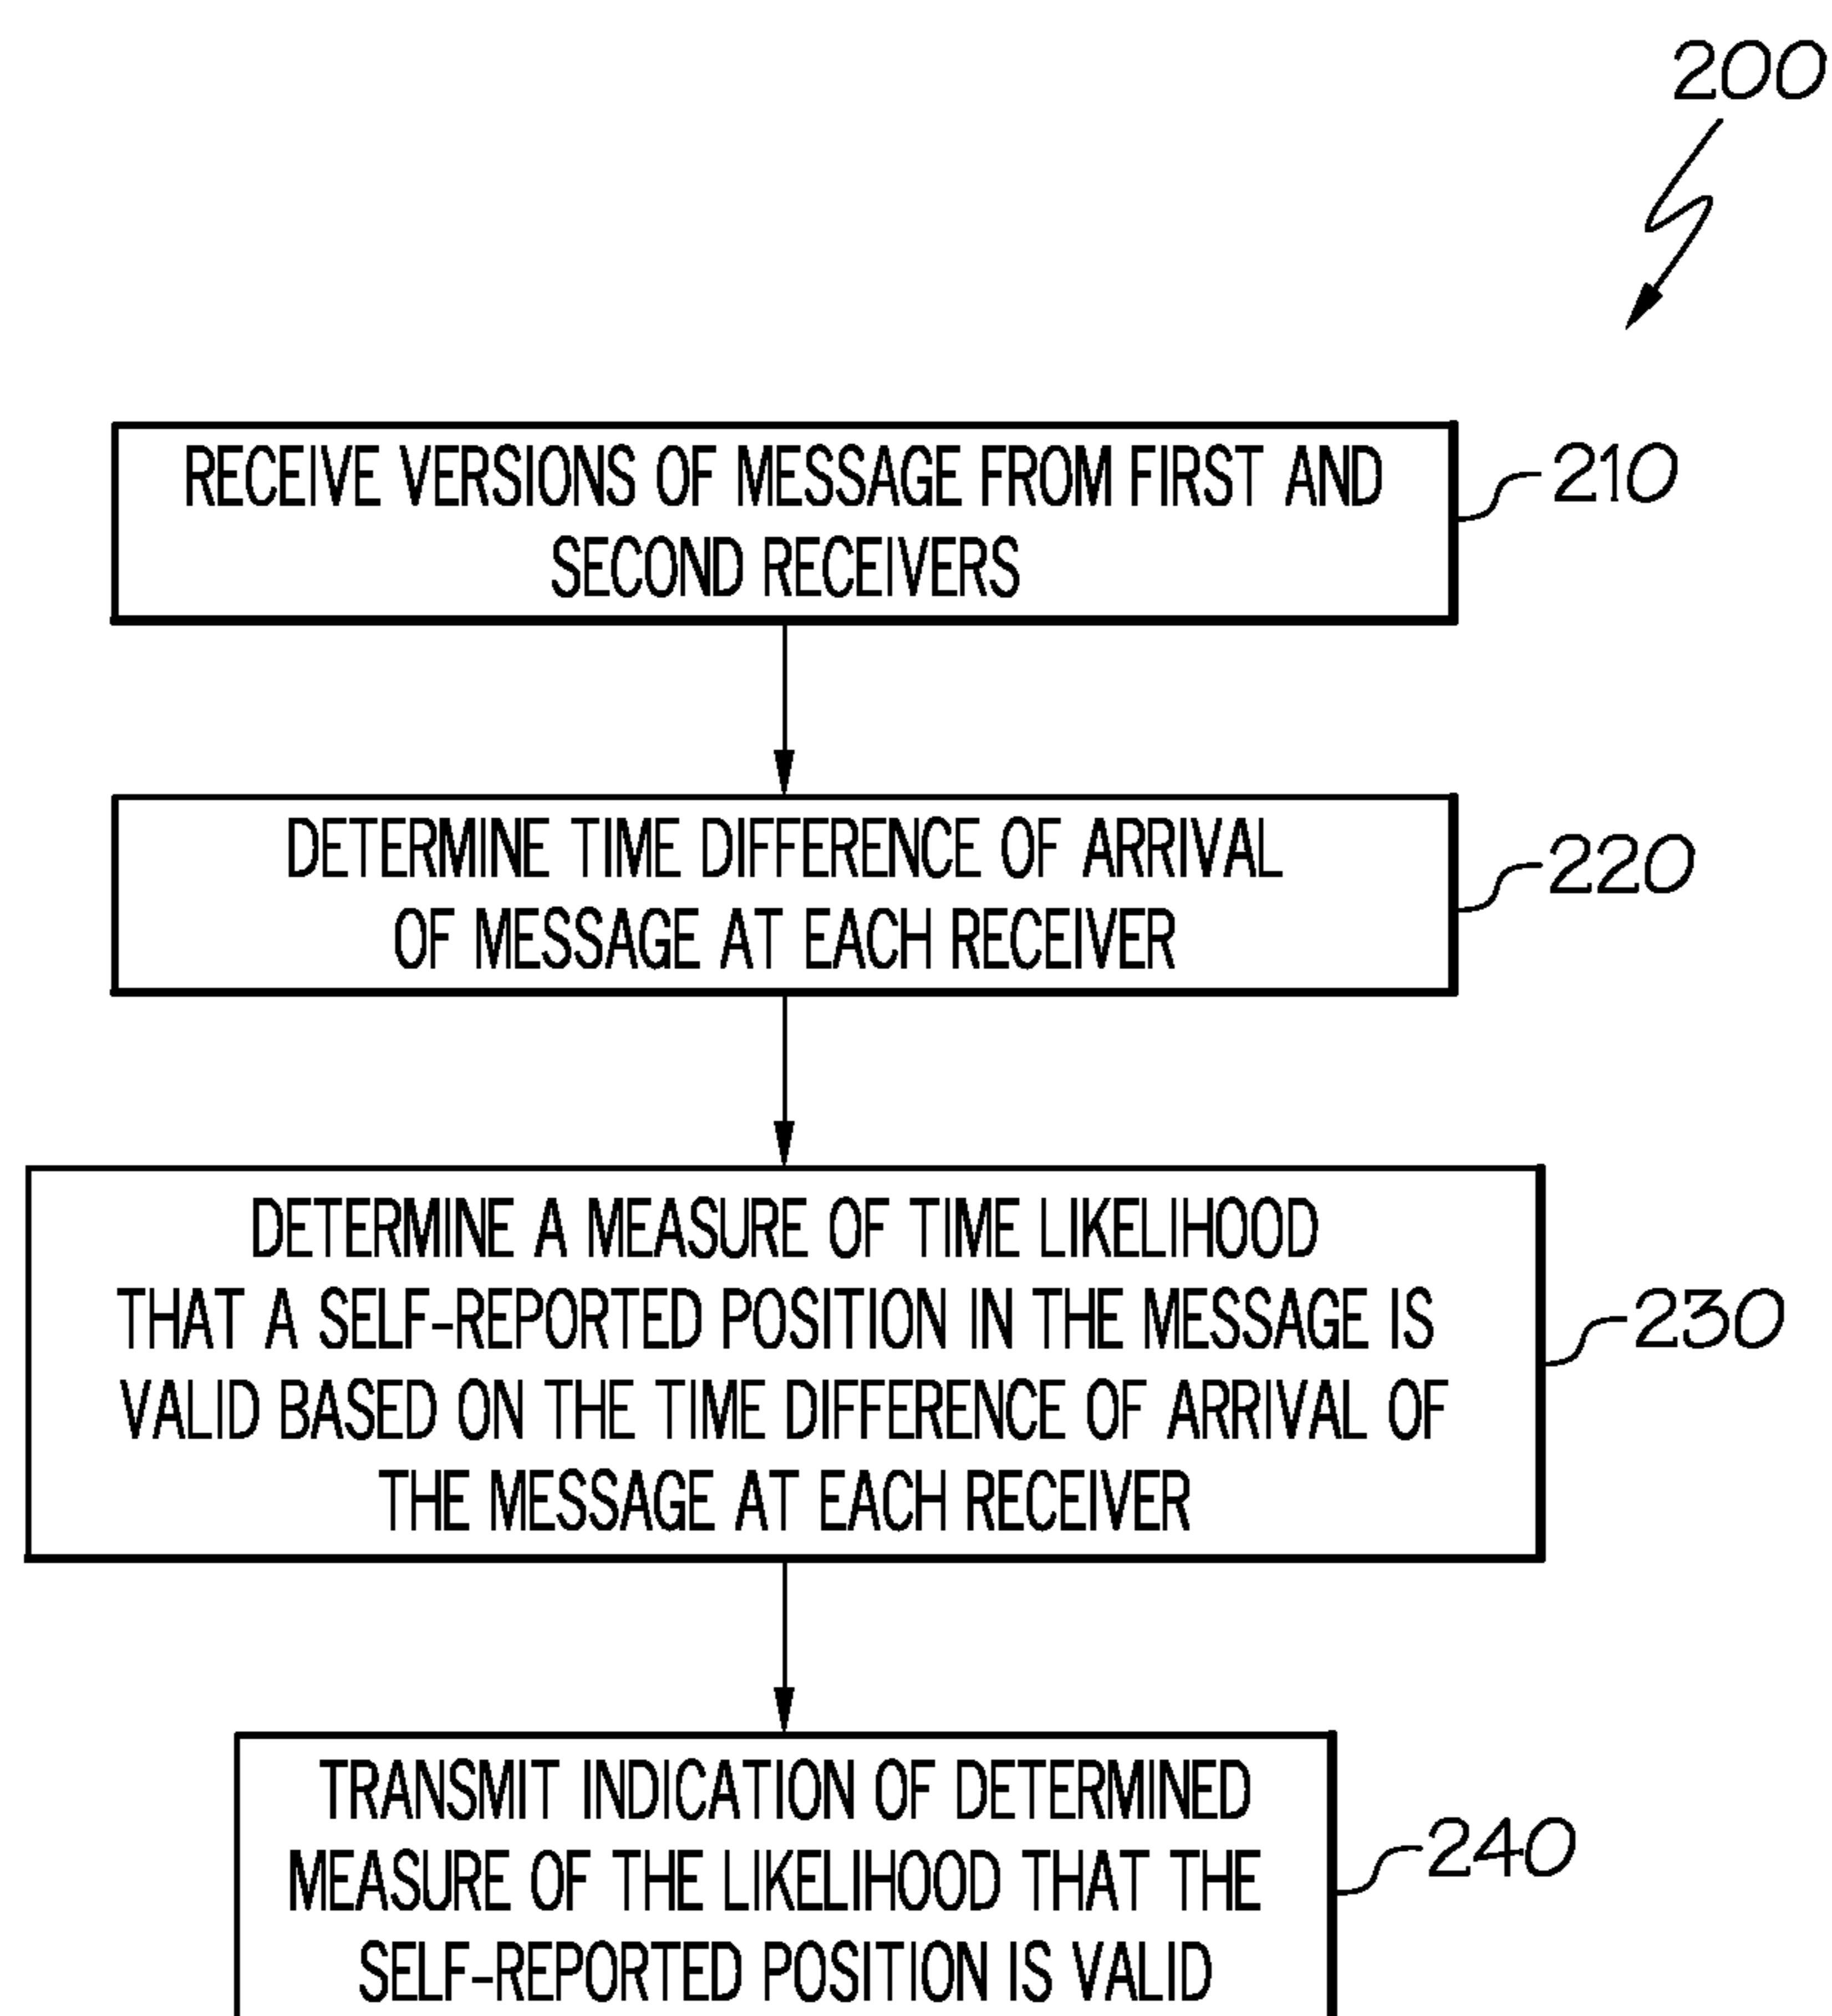 200
RECEIVE VERSIONS OF MESSAGE FROM FIRST AND
SECOND RECEIVERS
210
DETERMINE TIME DIFFERENCE OF ARRIVAL
OF MESSAGE AT EACH RECEIVER
220
DETERMINE A MEASURE OF TIME LIKELIHOOD
THAT A SELF-REPORTED POSITION IN THE MESSAGE IS
VALID BASED ON THE TIME DIFFERENCE OF ARRIVAL OF
THE MESSAGE AT EACH RECEIVER
230
TRANSMIT INDICATION OF DETERMINED
MEASURE OF THE LIKELIHOOD THAT THE
SELF-REPORTED POSITION IS VALID
240